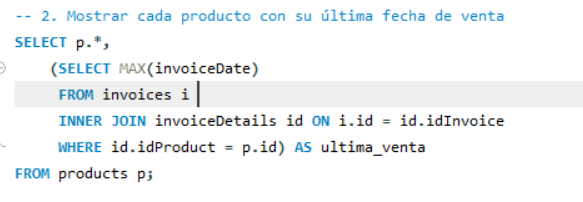 -- 2. Mostrar cada producto con su última fecha de venta
SELECT p.*,
(SELECT MAX(invoiceDate)
FROM invoices i
INNER JOIN invoiceDetails id ON i.id = id.idInvoice
WHERE id.idProduct = p.id) AS ultima_venta
FROM products p;